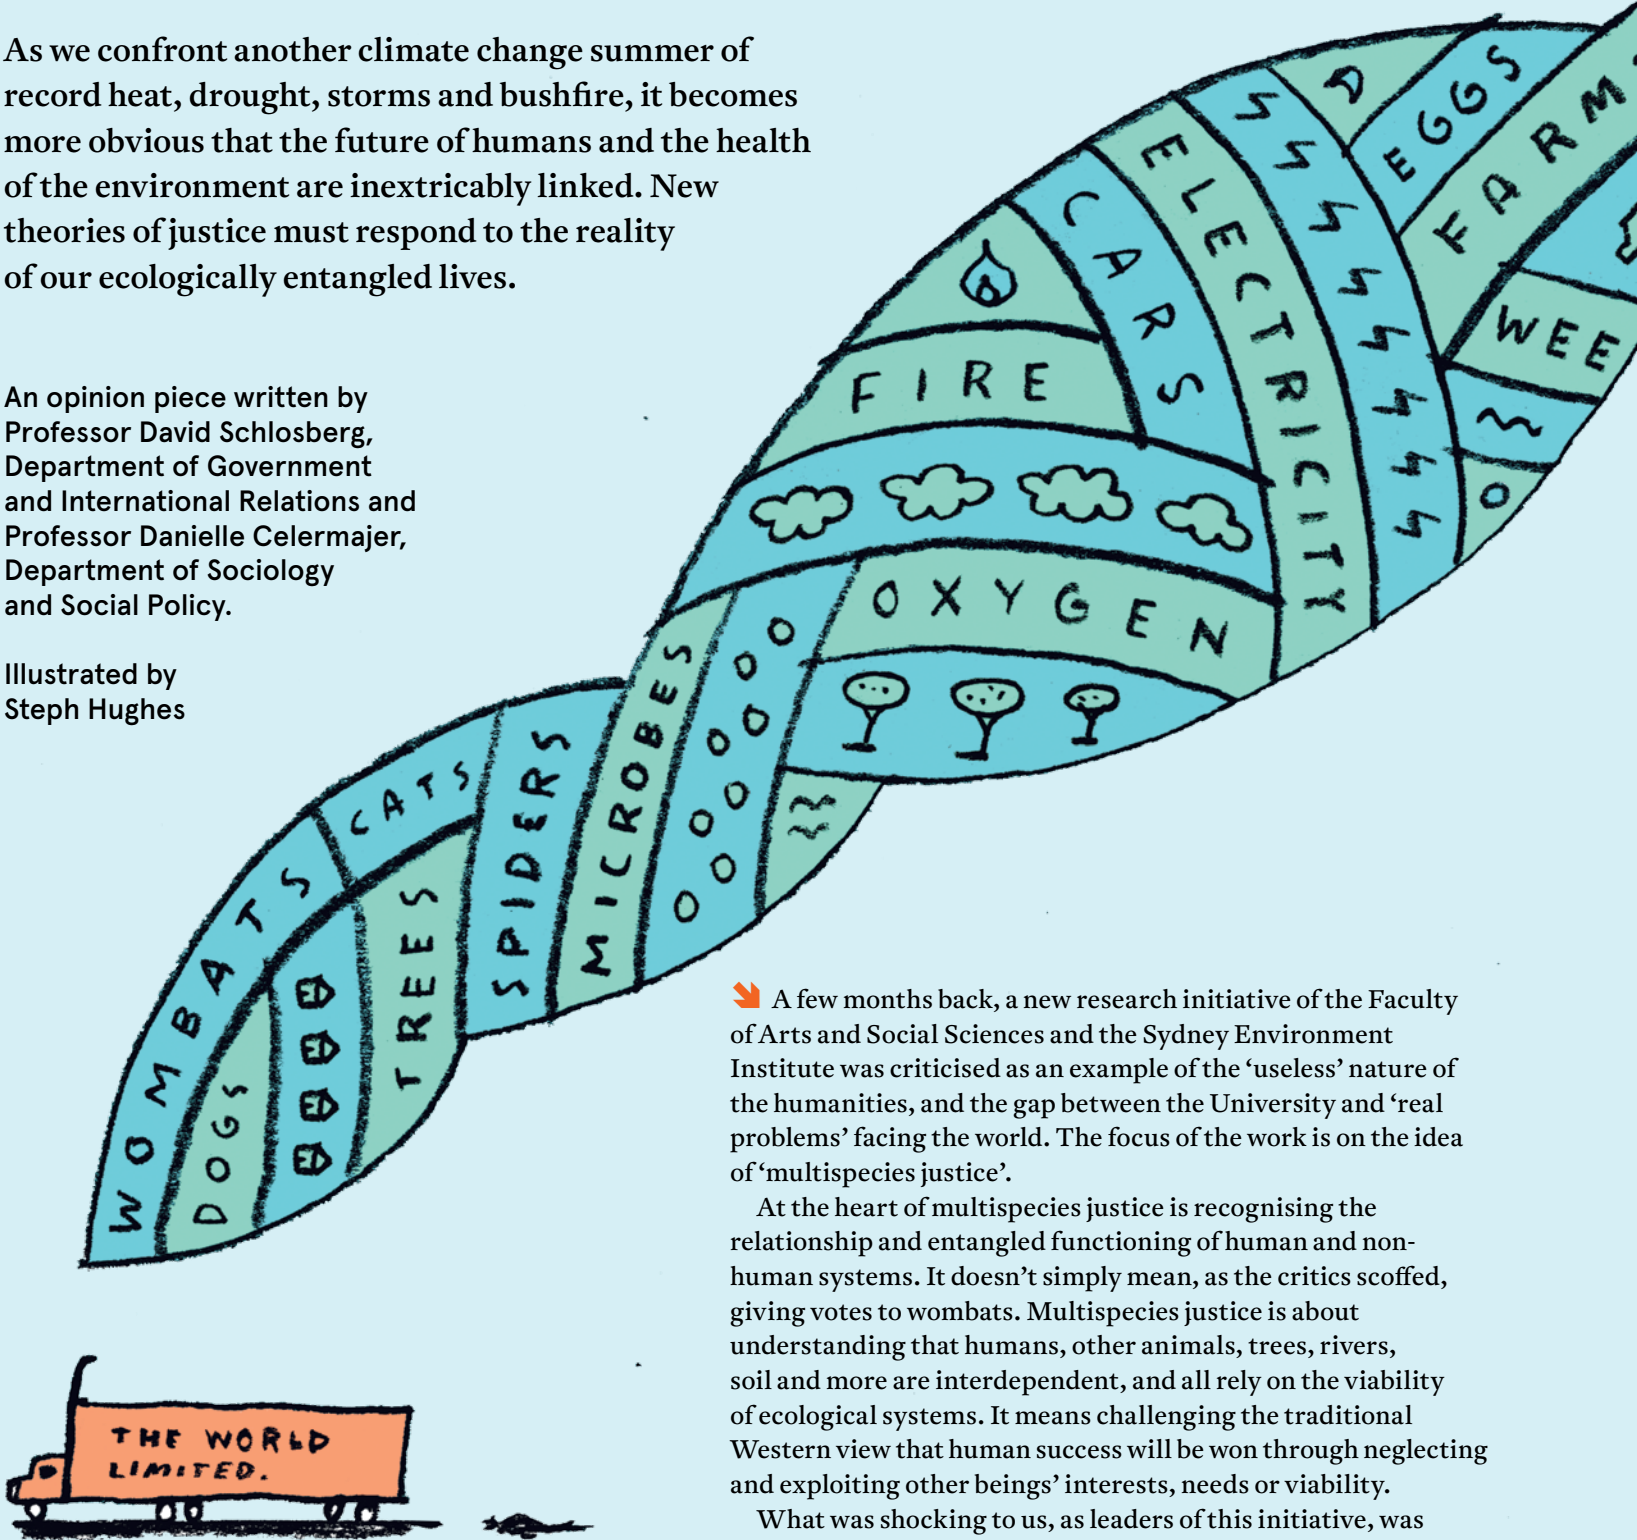 As we confront another climate change summer of
record heat, drought, storms and bushfire, it becomes
more obvious that the future of humans and the health
of the environment are inextricably linked. New
theories of justice must respond to the reality
of our ecologically entangled lives.
An opinion piece written by
Professor David Schlosberg,
Department of Government
and International Relations and
Professor Danielle Celermajer,
Department of Sociology
and Social Policy.
Illustrated by
Steph Hughes
WOMBATS
CATS
DOGS
TREES
SPIDERS
MICROBES
OXYGEN
FIRE
CARS
ELECTRICITY
D
EGGS
FARM
WEE
THE WORLD
LIMITED.
A few months back, a new research initiative of the Faculty
of Arts and Social Sciences and the Sydney Environment
Institute was criticised as an example of the ‘useless’ nature of
the humanities, and the gap between the University and ‘real
problems’ facing the world. The focus of the work is on the idea
of ‘multispecies justice’.
At the heart of multispecies justice is recognising the
relationship and entangled functioning of human and non-
human systems. It doesn’t simply mean, as the critics scoffed,
giving votes to wombats. Multispecies justice is about
understanding that humans, other animals, trees, rivers,
soil and more are interdependent, and all rely on the viability
of ecological systems. It means challenging the traditional
Western view that human success will be won through neglecting
and exploiting other beings’ interests, needs or viability.
What was shocking to us, as leaders of this initiative, was